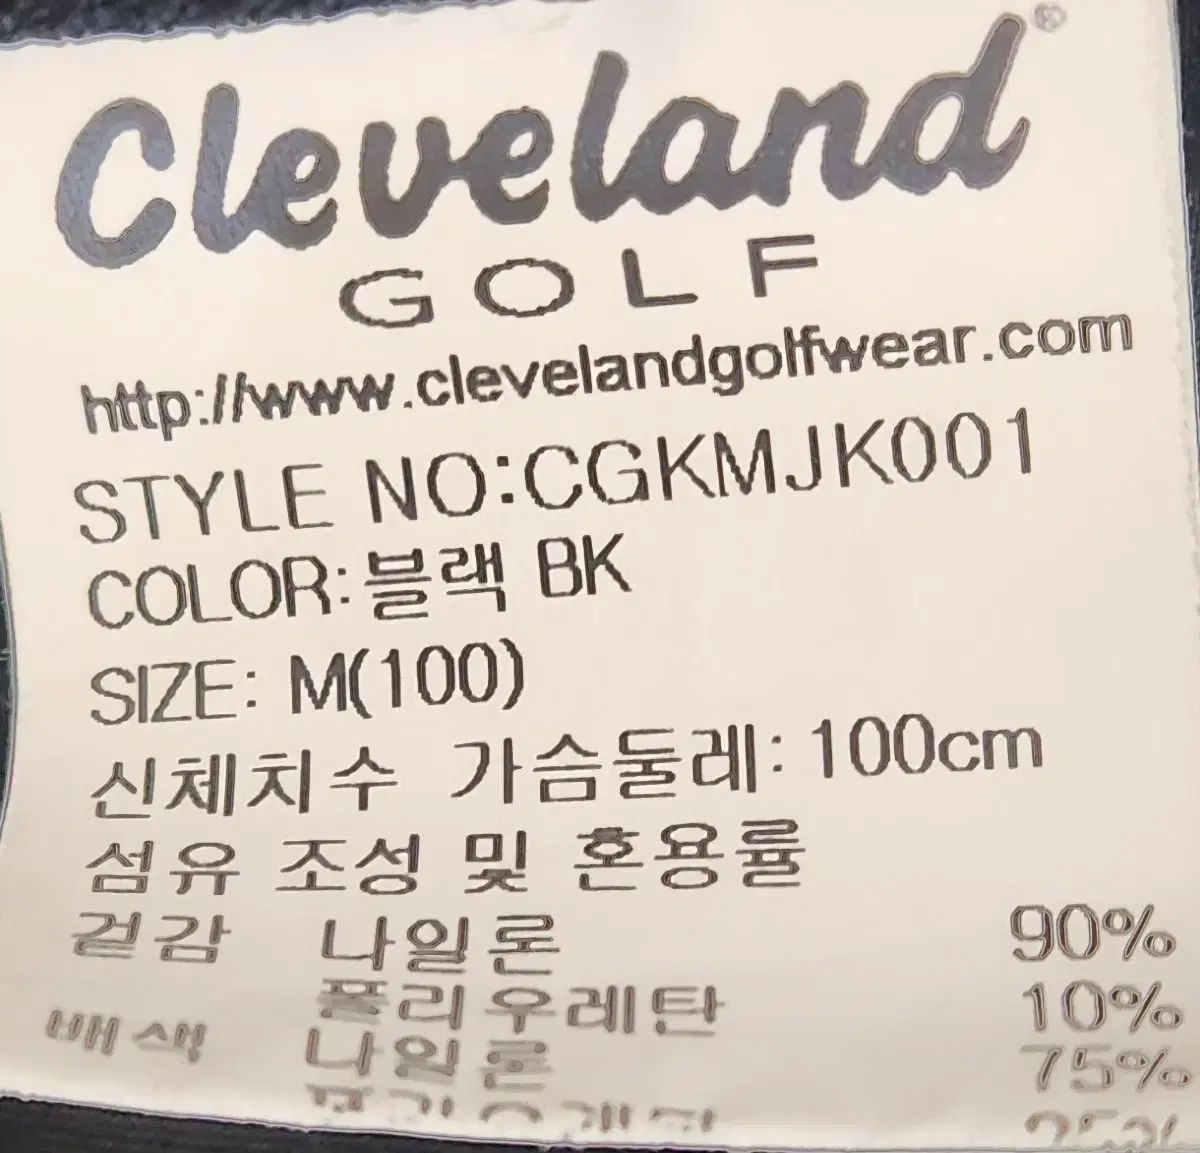 Cleveland®
GOLF
http://www.clevelandgolfwear.com
STYLE NO:CGKMJK001
COLOR:블랙 BK
SIZE: M(100)
신체치수 가슴둘레: 100cm
섬유 조성 및 혼용률
겉감 나일론 90%
폴리우레탄 10%
배색 나일론 75%